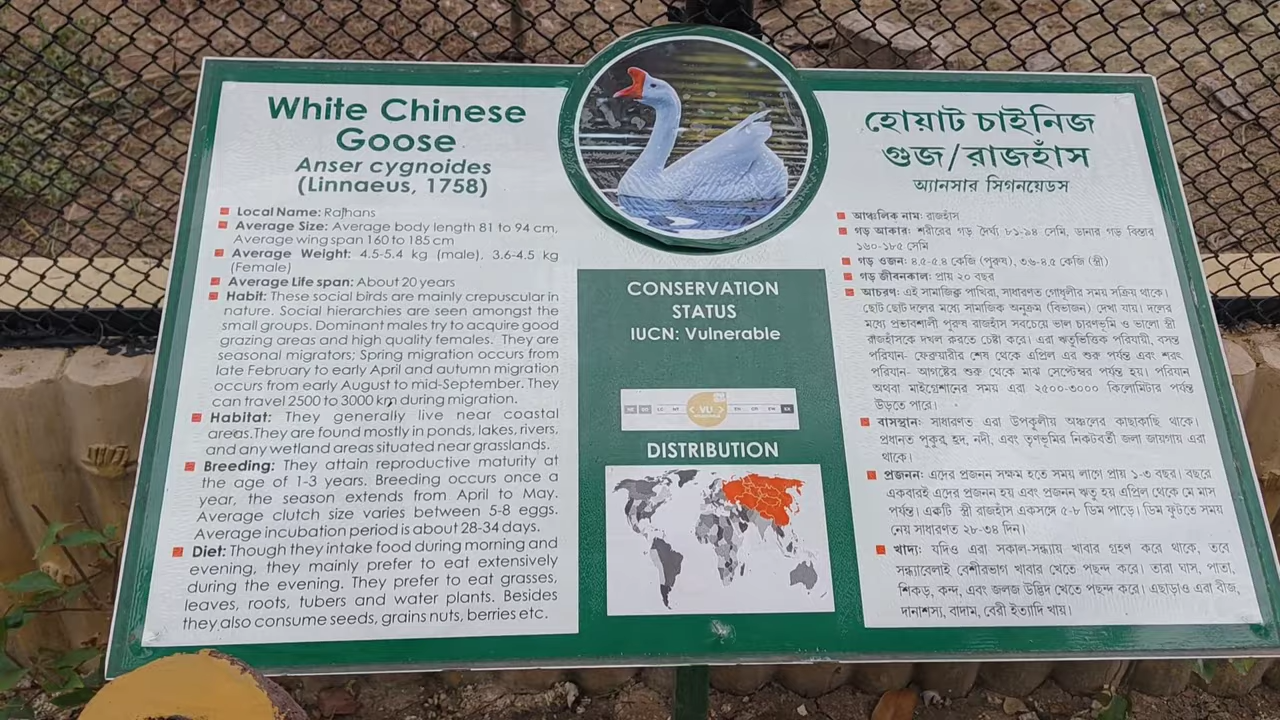 White Chinese
Goose
Anser cygnoides
(Linnaeus, 1758)
Local Name: Rajhans
Average Size: Average body length 81 to 94 cm,
Average wing span 160 to 185 cm
Average Weight: 4.5-5.4 kg (male), 3.6-4.5 kg
(Female)
Average Life span: About 20 years
Habit: These social birds are mainly crepuscular in
nature. Social hierarchies are seen amongst the
small groups. Dominant males try to acquire good
grazing areas and high quality females. They are
seasonal migrators; Spring migration occurs from
late February to early April and autumn migration
occurs from early August to mid-September. They
can travel 2500 to 3000 km during migration.
Habitat: They generally live near coastal
areas.They are found mostly in ponds, lakes, rivers,
and any wetland areas situated near grasslands.
Breeding: They attain reproductive maturity at
the age of 1-3 years. Breeding occurs once a
year, the season extends from April to May.
Average clutch size varies between 5-8 eggs.
Average incubation period is about 28-34 days.
Diet: Though they intake food during morning and
evening, they mainly prefer to eat extensively
during the evening. They prefer to eat grasses,
leaves, roots, tubers and water plants. Besides
they also consume seeds, grains nuts, berries etc.
CONSERVATION
STATUS
IUCN: Vulnerable
VU
DISTRIBUTION
হোয়াট চাইনিজ
গুজ/রাজহাঁস
অ্যানসার সিগনয়েডস
আঞ্চলিক নাম: রাজহাঁস
গড় আকার: শরীরের গড় দৈর্ঘ্য ৮১-৯৪ সেমি, ডানার গড় বিস্তার
১৬০-১৮৫ সেমি
গড় ওজন: ৪.৫-৫.৪ কেজি (পুরুষ), ৩.৬-৪.৫ কেজি (স্ত্রী)
গড় জীবনকাল: প্রায় ২০ বছর
আচরণ: এই সামাজিক পাখিরা, সাধারণত গোধূলীর সময় সক্রিয় থাকে।
ছোট ছোট দলের মধ্যে সামাজিক অনুক্রম (বিভাজন) দেখা যায়। দলের
মধ্যে প্রভাবশালী পুরুষ রাজহাঁস সবচেয়ে ভাল চারণভূমি ও ভালো স্ত্রী
রাজহাঁসকে দখল করতে চেষ্টা করে। এরা ঋতুভিত্তিক পরিযায়ী, বসন্ত
পরিযান- ফেব্রুয়ারীর শেষ থেকে এপ্রিল এর শুরু পর্যন্ত এবং শরৎ
পরিযান- আগষ্টের শুরু থেকে মাঝ সেপ্টেম্বর পর্যন্ত হয়। পরিযান
অথবা মাইগ্রেশানের সময় এরা ২৫০০-৩০০০ কিলোমিটার পর্যন্ত
উড়তে পারে।
বাসস্থান: সাধারণত এরা উপকূলীয় অঞ্চলের কাছাকাছি থাকে।
প্রধানত পুকুর, হ্রদ, নদী, এবং তৃণভূমির নিকটবর্তী জলা জায়গায় এরা
থাকে।
প্রজনন: এদের প্রজনন সক্ষম হতে সময় লাগে প্রায় ১-৩ বছর। বছরে
একবারই এদের প্রজনন হয় এবং প্রজনন ঋতু হয় এপ্রিল থেকে মে মাস
পর্যন্ত। একটি স্ত্রী রাজহাঁস একসঙ্গে ৫-৮ ডিম পাড়ে। ডিম ফুটতে সময়
নেয় সাধারণত ২৮-৩৪ দিন।
খাদ্য: যদিও এরা সকাল-সন্ধ্যায় খাবার গ্রহণ করে থাকে, তবে
সন্ধ্যাবেলাই বেশীরভাগ খাবার খেতে পছন্দ করে। তারা ঘাস, পাতা,
শিকড়, কন্দ, এবং জলজ উদ্ভিদ খেতে পছন্দ করে। এছাড়াও এরা বীজ,
দানাশস্য, বাদাম, বেরী ইত্যাদি খায়।